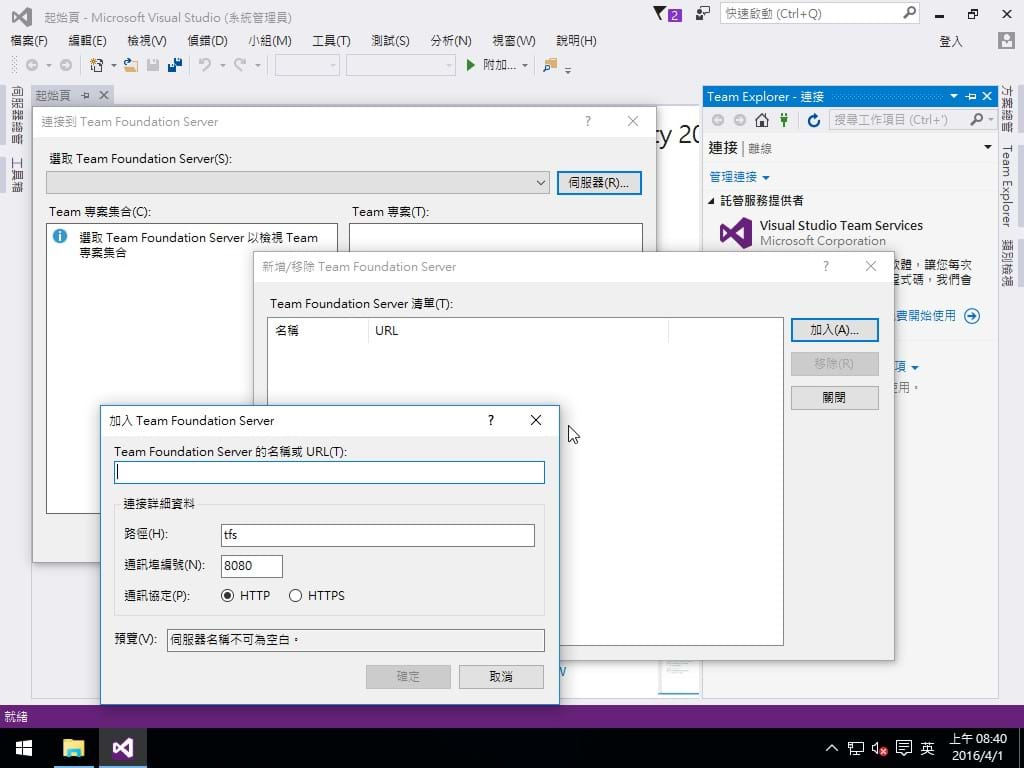 起始頁 - Microsoft Visual Studio (系統管理員)
2
快速啟動 (Ctrl+Q)
檔案(F) 編輯(E) 檢視(V) 偵錯(D) 小組(M) 工具(T) 測試(S) 分析(N) 視窗(W) 說明(H)
登入
附加...
伺服器總管
工具箱
起始頁
連接到 Team Foundation Server
?
選取 Team Foundation Server(S):
伺服器(R)...
Team 專案集合(C):
Team 專案(T):
選取 Team Foundation Server 以檢視 Team
專案集合
新增/移除 Team Foundation Server
?
Team Foundation Server 清單(T):
名稱 URL
加入(A)...
移除(R)
關閉
加入 Team Foundation Server
?
Team Foundation Server 的名稱或 URL(T):
連接詳細資料
路徑(H):
tfs
通訊埠編號(N):
8080
通訊協定(P):
HTTP
HTTPS
預覽(V):
伺服器名稱不可為空白。
確定
取消
Team Explorer - 連接
搜尋工作項目 (Ctrl+')
連接 | 離線
管理連接
託管服務提供者
Visual Studio Team Services
Microsoft Corporation
軟體，讓您每次
程式碼，我們會
費開始使用
項
使用。
方案總管
Team Explorer
類別檢視
就緒
英
上午 08:40
2016/4/1